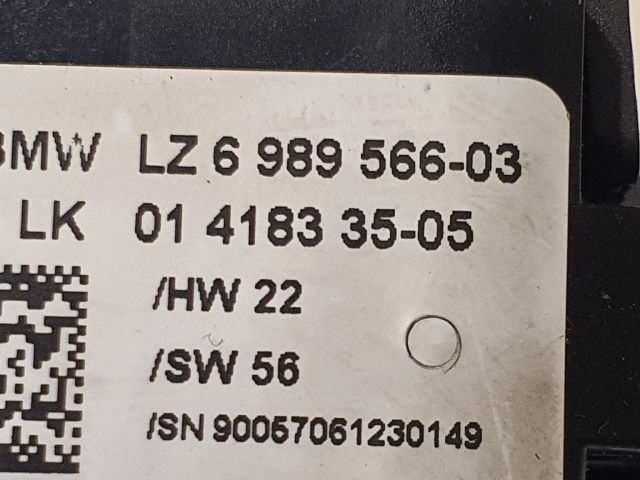 BMW LZ 6 989 566-03
LK 01 4183 35-05
/HW 22
/SW 56
/SN 90057061230149